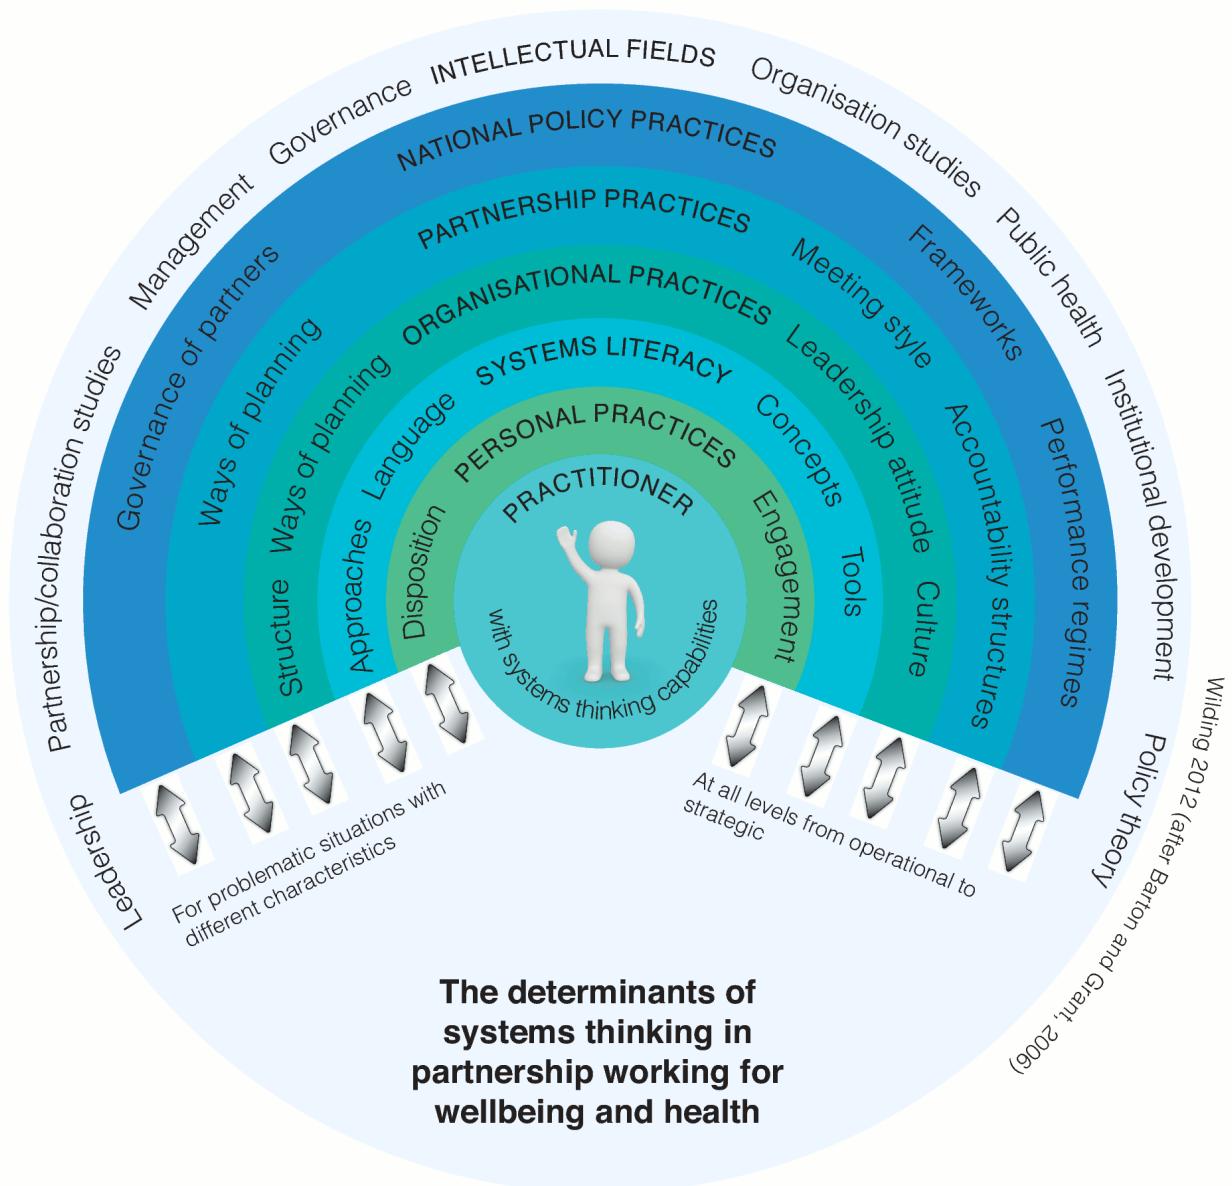 INTELLECTUAL FIELDS
Leadership
Partnership/collaboration studies
Management
Governance
Organisation studies
Public health
Institutional development
Policy theory
NATIONAL POLICY PRACTICES
Governance of partners
Frameworks
Performance regimes
PARTNERSHIP PRACTICES
Ways of planning
Meeting style
Accountability structures
ORGANISATIONAL PRACTICES
Structure
Ways of planning
Leadership attitude
Culture
SYSTEMS LITERACY
Approaches
Language
Concepts
Tools
PERSONAL PRACTICES
Disposition
Engagement
PRACTITIONER
with systems thinking capabilities
For problematic situations with
different characteristics
At all levels from operational to
strategic
The determinants of
systems thinking in
partnership working for
wellbeing and health
Wilding 2012 (after Barton and Grant, 2006)